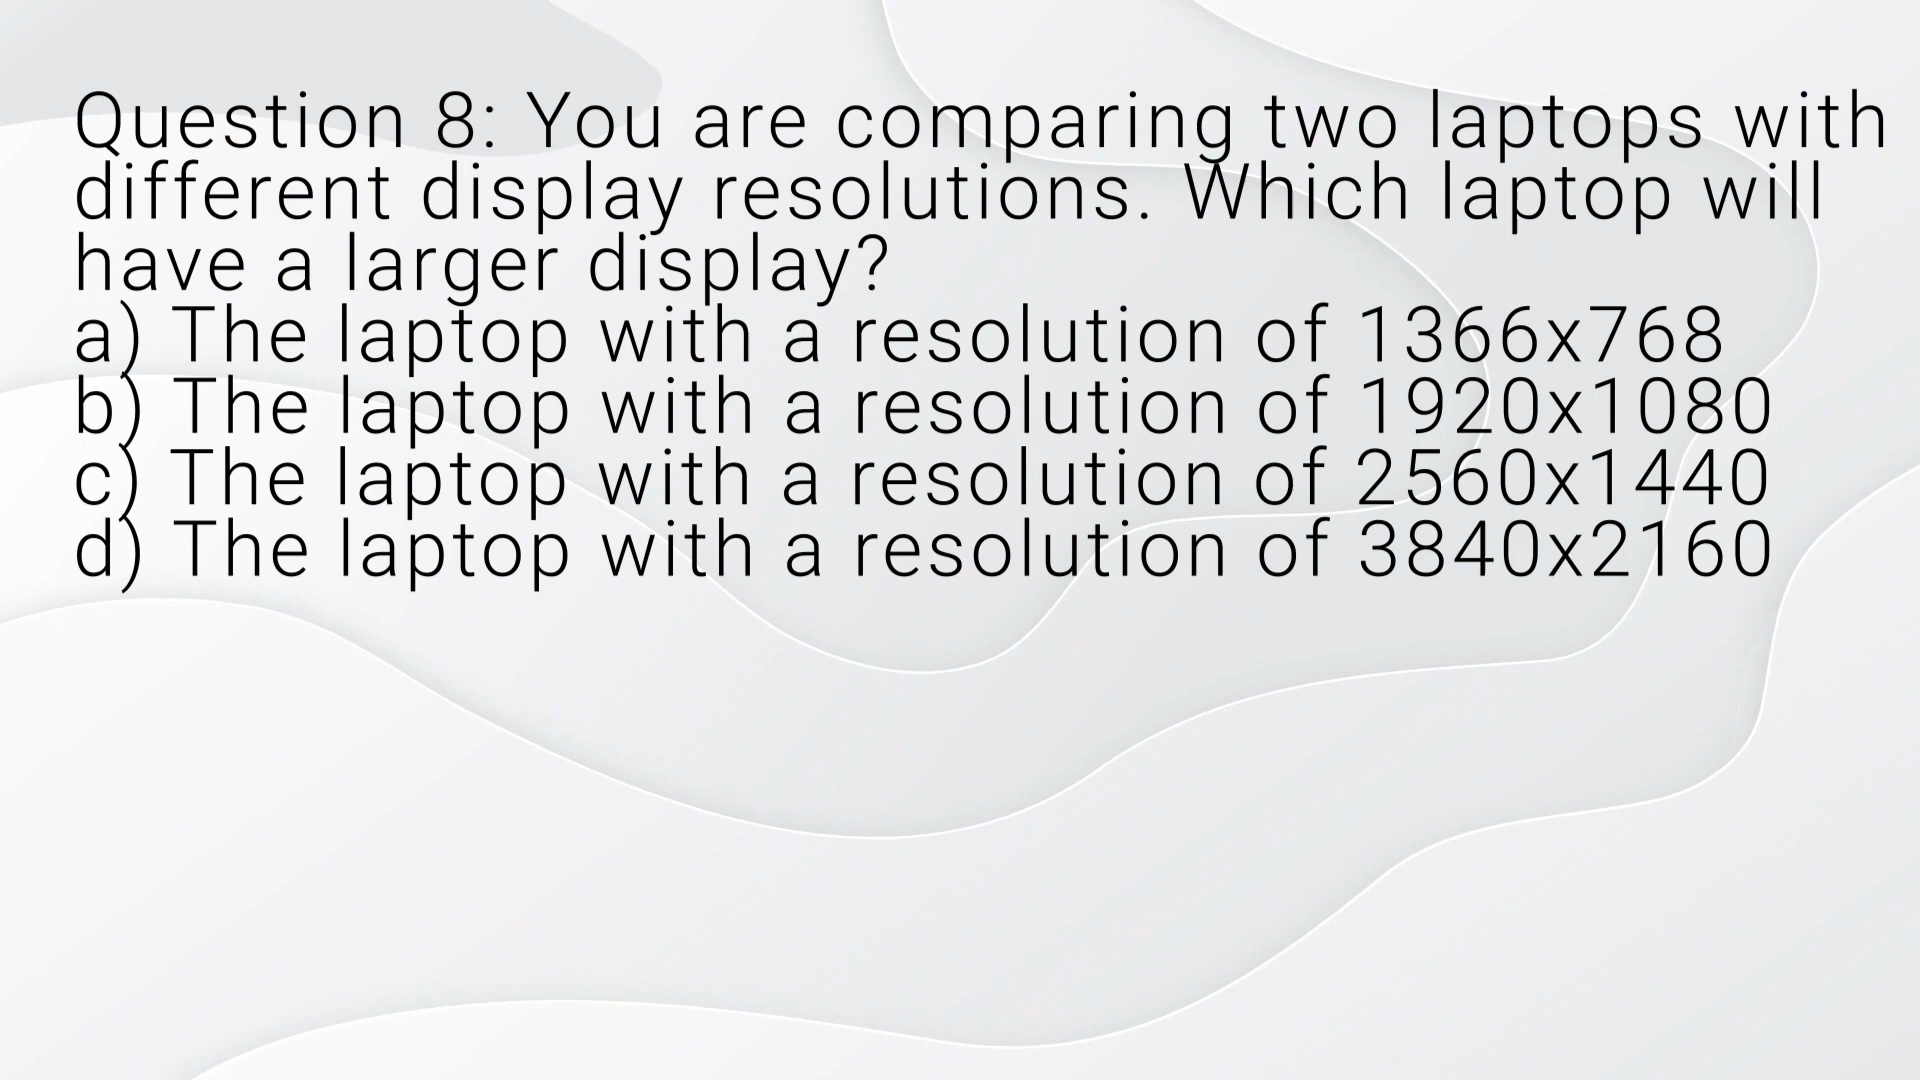 Question 8: You are comparing two laptops with
different display resolutions. Which laptop will
have a larger display?
a) The laptop with a resolution of 1366x768
b) The laptop with a resolution of 1920x1080
c) The laptop with a resolution of 2560x1440
d) The laptop with a resolution of 3840x2160